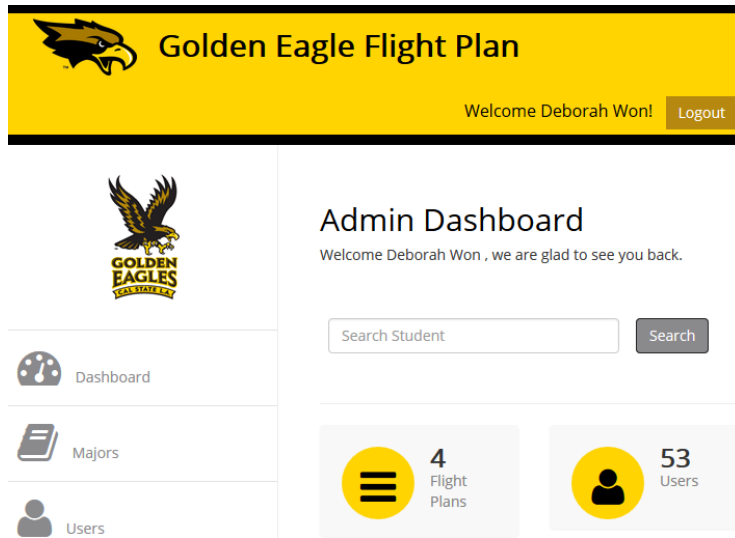 Golden Eagle Flight Plan
Welcome Deborah Won!
Logout
GOLDEN
EAGLES
CAL STATE L.A.
Admin Dashboard
Welcome Deborah Won , we are glad to see you back.
Search Student
Search
Dashboard
Majors
Users
4
Flight
Plans
53
Users